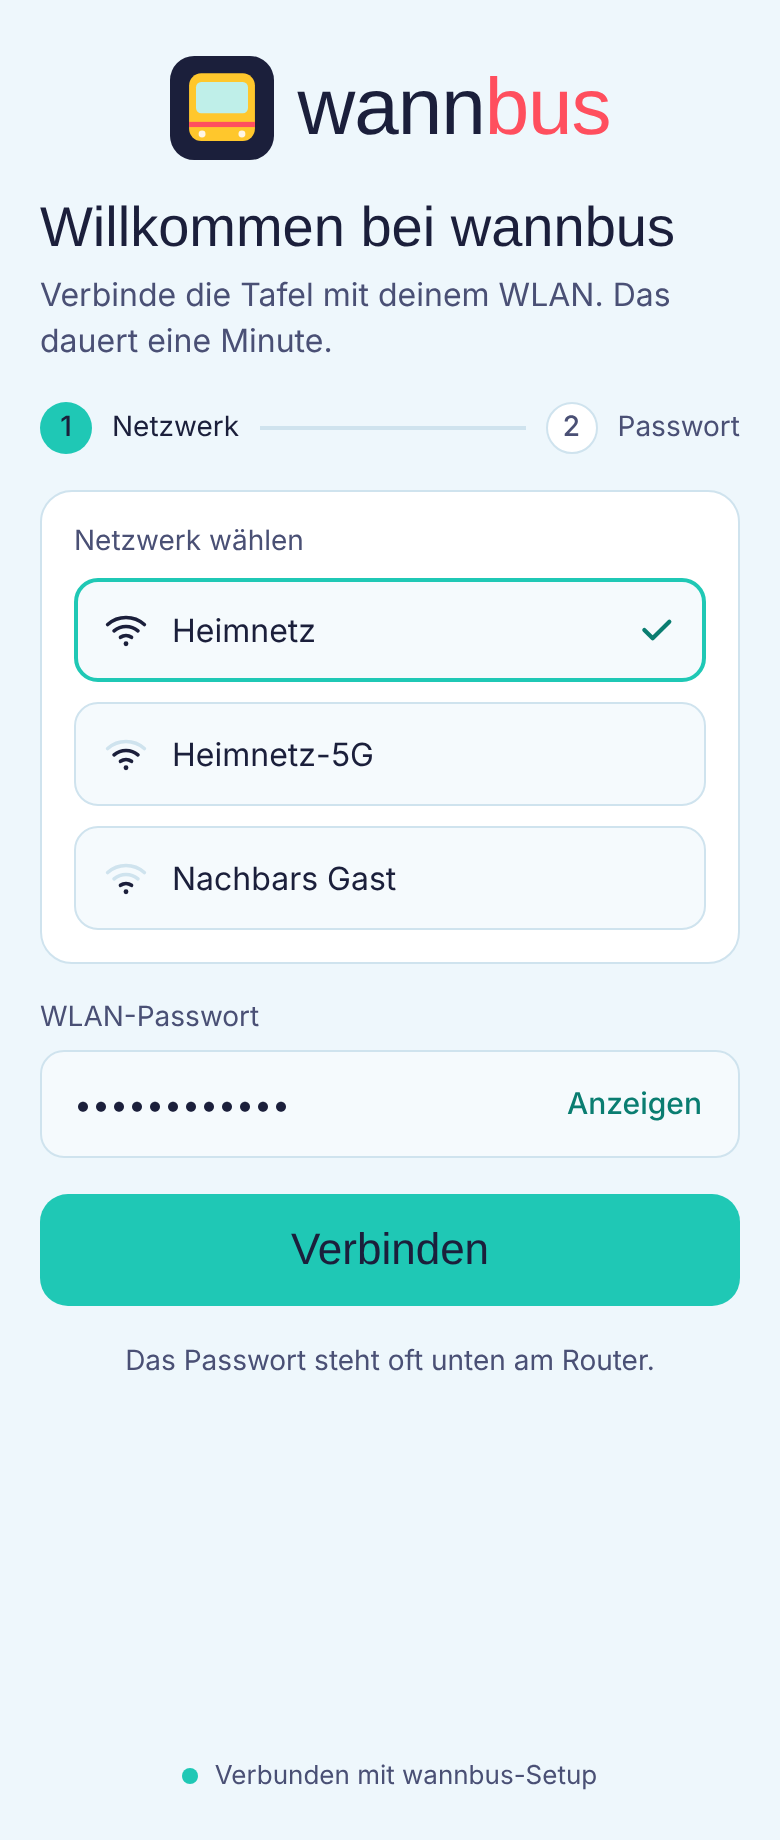 wannbus
Willkommen bei wannbus
Verbinde die Tafel mit deinem WLAN. Das
dauert eine Minute.
1 Netzwerk 2 Passwort
Netzwerk wählen
Heimnetz
Heimnetz-5G
Nachbars Gast
WLAN-Passwort
•••••••••••• Anzeigen
Verbinden
Das Passwort steht oft unten am Router.
Verbunden mit wannbus-Setup